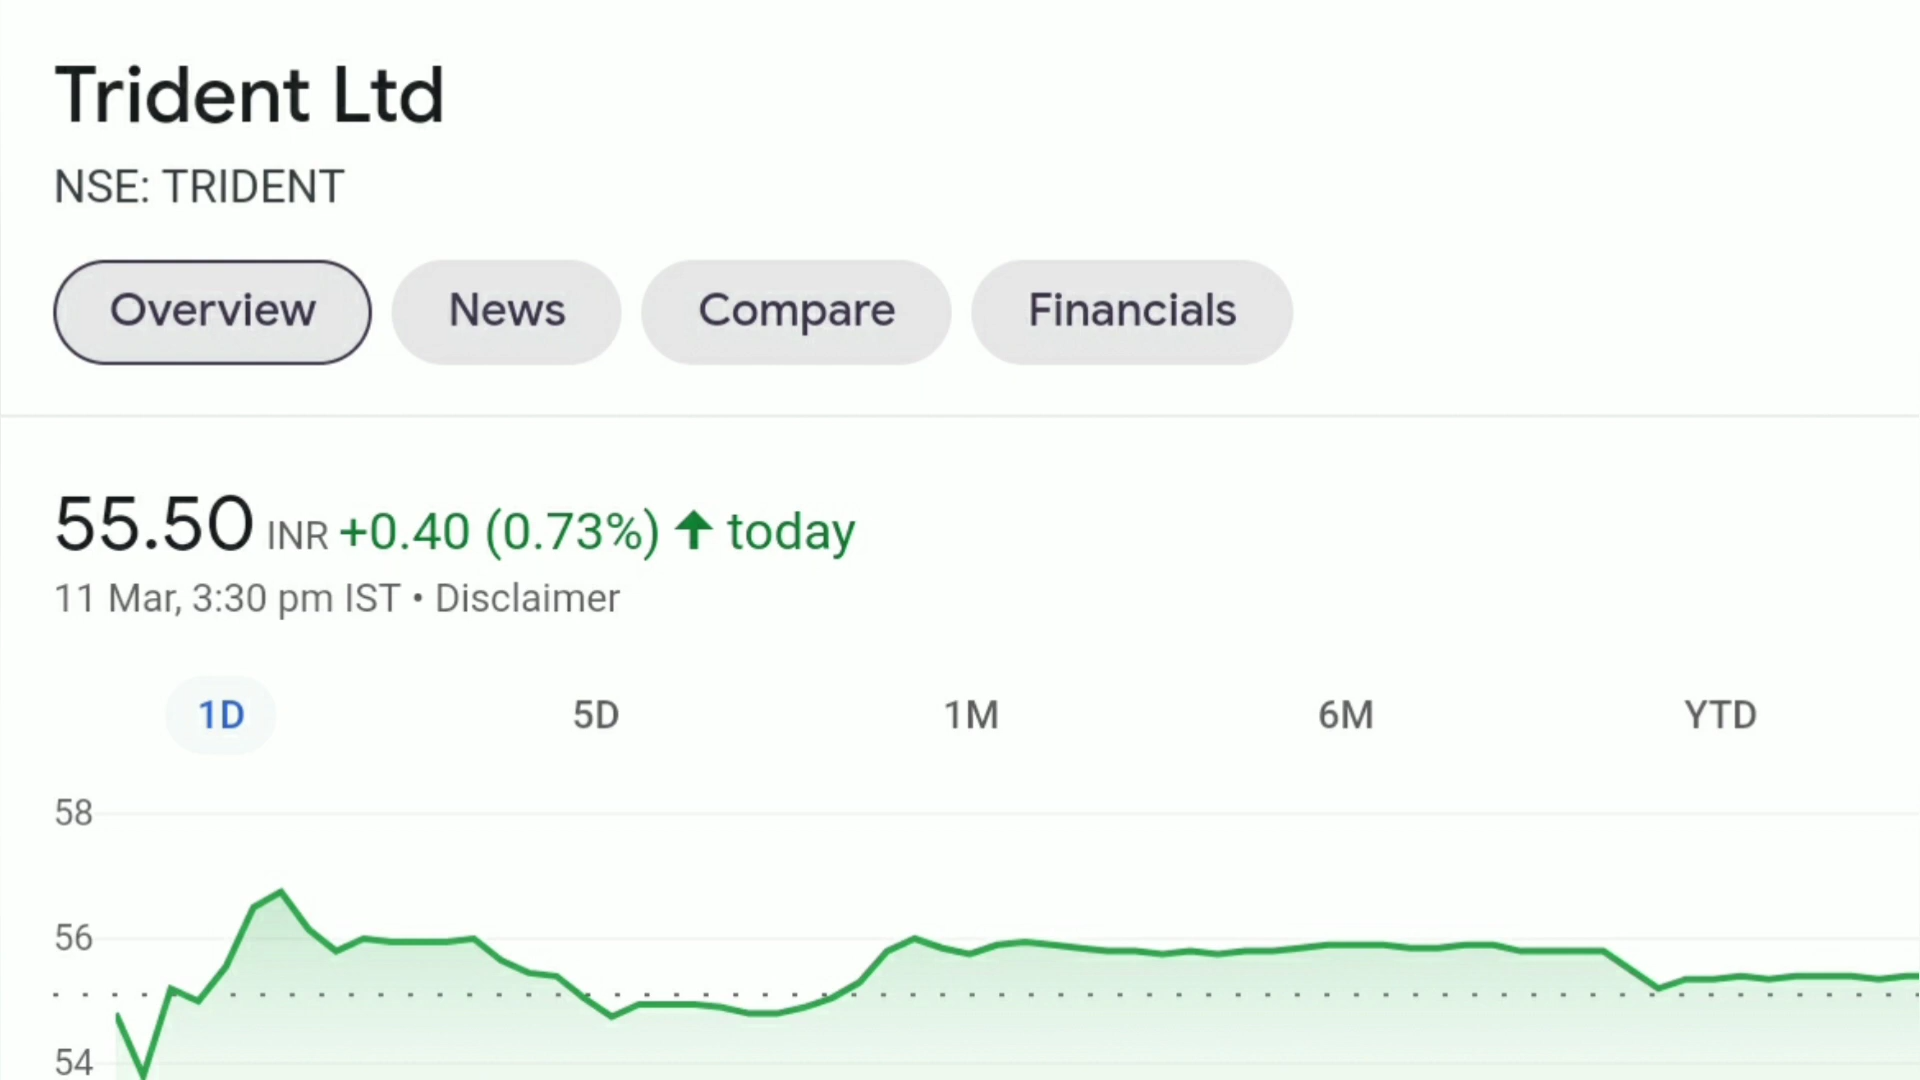 Trident Ltd
NSE: TRIDENT
Overview News Compare Financials
55.50 INR +0.40 (0.73%) ↑ today
11 Mar, 3:30 pm IST • Disclaimer
1D 5D 1M 6M YTD
58
56
54